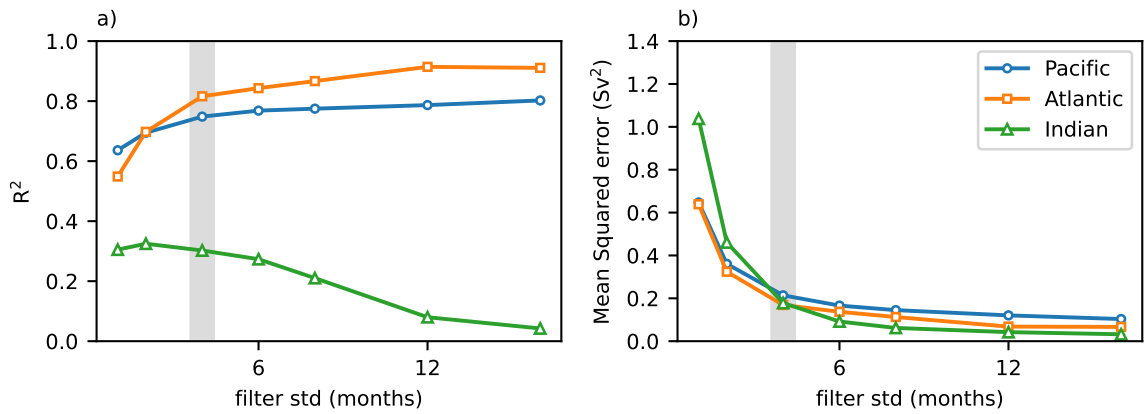 a)
1.0
0.8
0.6
0.4
0.2
0.0
R²
6
12
filter std (months)
b)
1.4
1.2
1.0
0.8
0.6
0.4
0.2
0.0
Mean Squared error (Sv²)
6
12
filter std (months)
Pacific
Atlantic
Indian